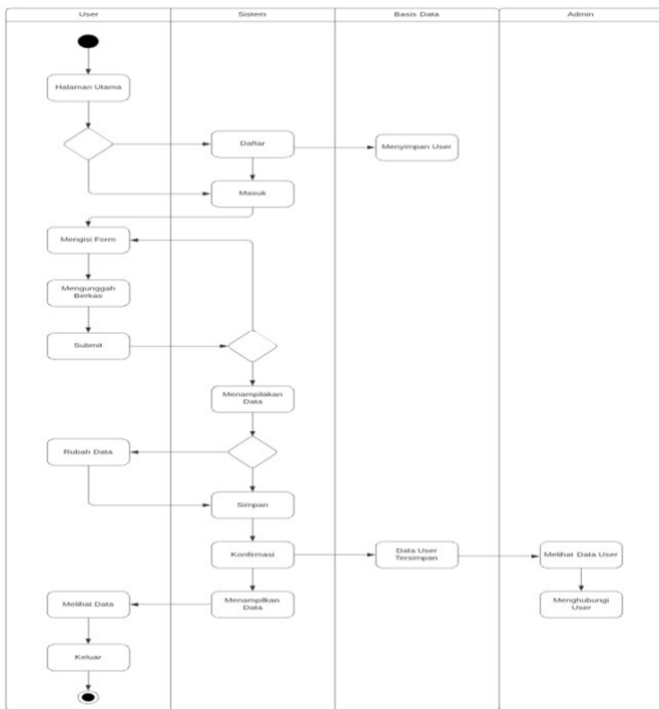 User
Sistem
Basis Data
Admin
Halaman Utama
Daftar
Menyimpan User
Masuk
Mengisi Form
Mengunggah
Berkas
Submit
Menampilakan
Data
Rubah Data
Simpan
Konfirmasi
Data User
Tersimpan
Melihat Data User
Melihat Data
Menampilkan
Data
Menghubungi
User
Keluar